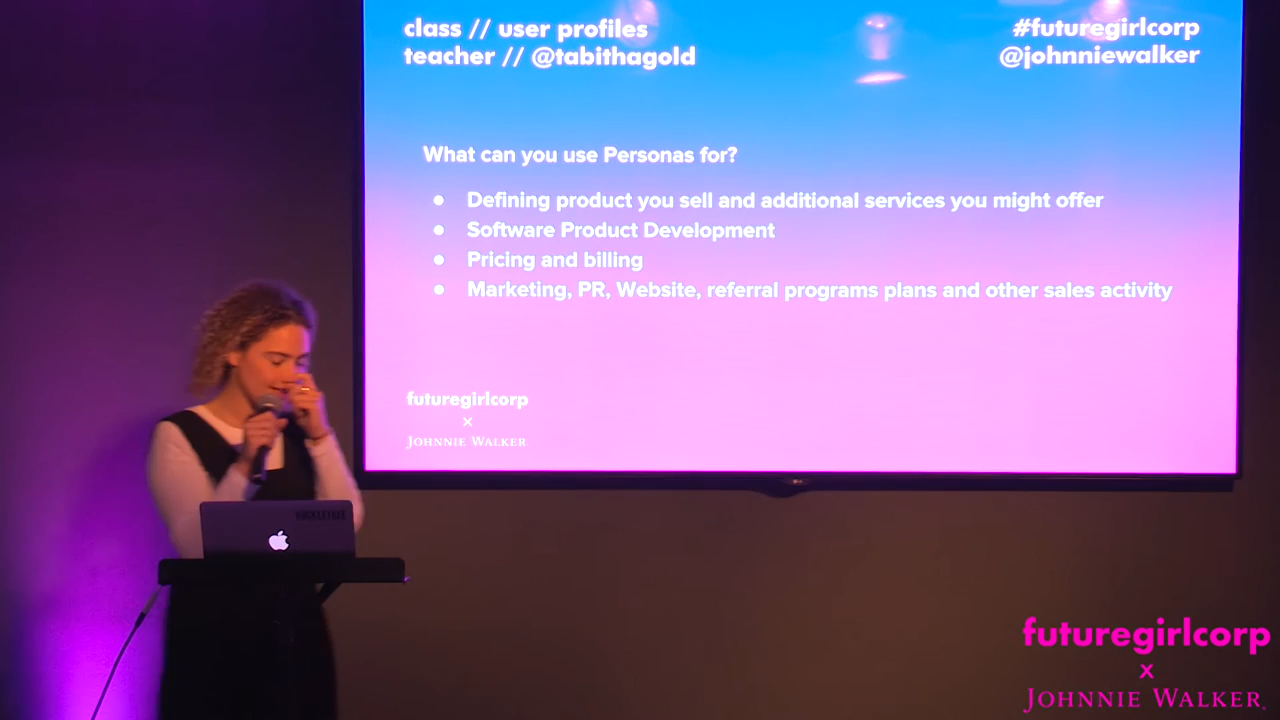 class // user profiles
teacher // @tabithagold
#futuregirlcorp
@johnniewalker
What can you use Personas for?
● Defining product you sell and additional services you might offer
● Software Product Development
● Pricing and billing
● Marketing, PR, Website, referral programs plans and other sales activity
futuregirlcorp
x
JOHNNIE WALKER
futuregirlcorp
x
JOHNNIE WALKER.